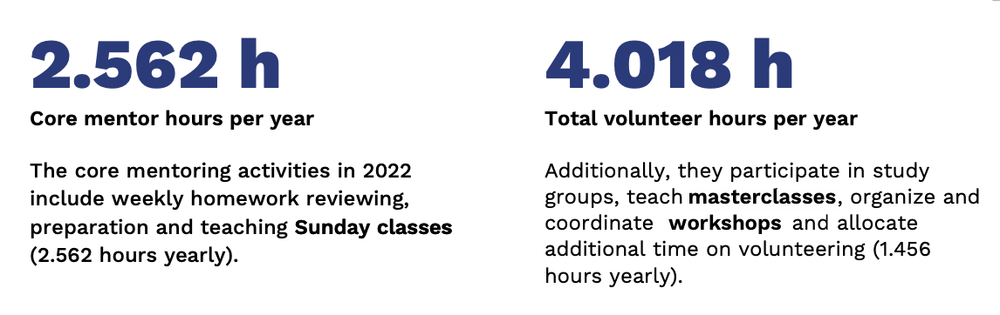 2.562 h
Core mentor hours per year
The core mentoring activities in 2022
include weekly homework reviewing,
preparation and teaching Sunday classes
(2.562 hours yearly).
4.018 h
Total volunteer hours per year
Additionally, they participate in study
groups, teach masterclasses, organize and
coordinate workshops and allocate
additional time on volunteering (1.456
hours yearly).